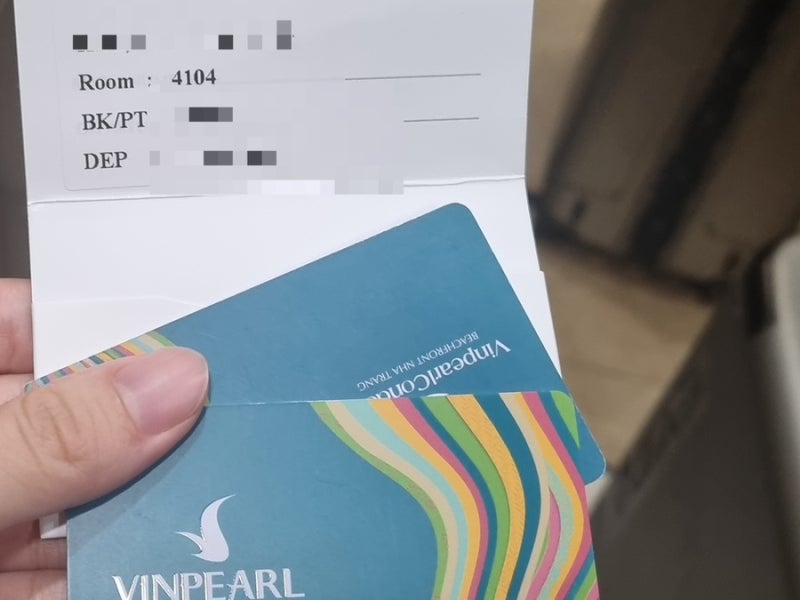 Room : 4104
BK/PT
DEP
VinpearlCondo
BEACHFRONT NHA TRANG
VINPEARL